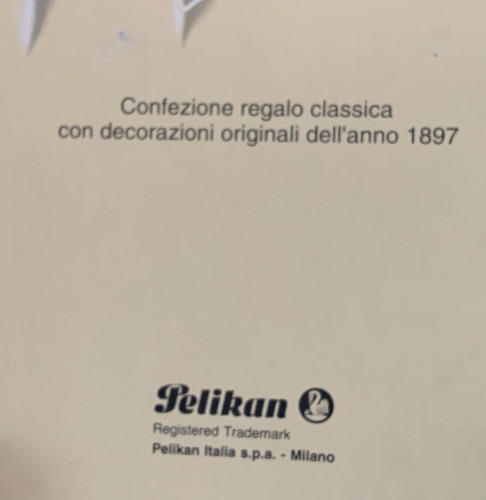 Confezione regalo classica
con decorazioni originali dell'anno 1897
Pelikan
Registered Trademark
Pelikan Italia s.p.a. - Milano